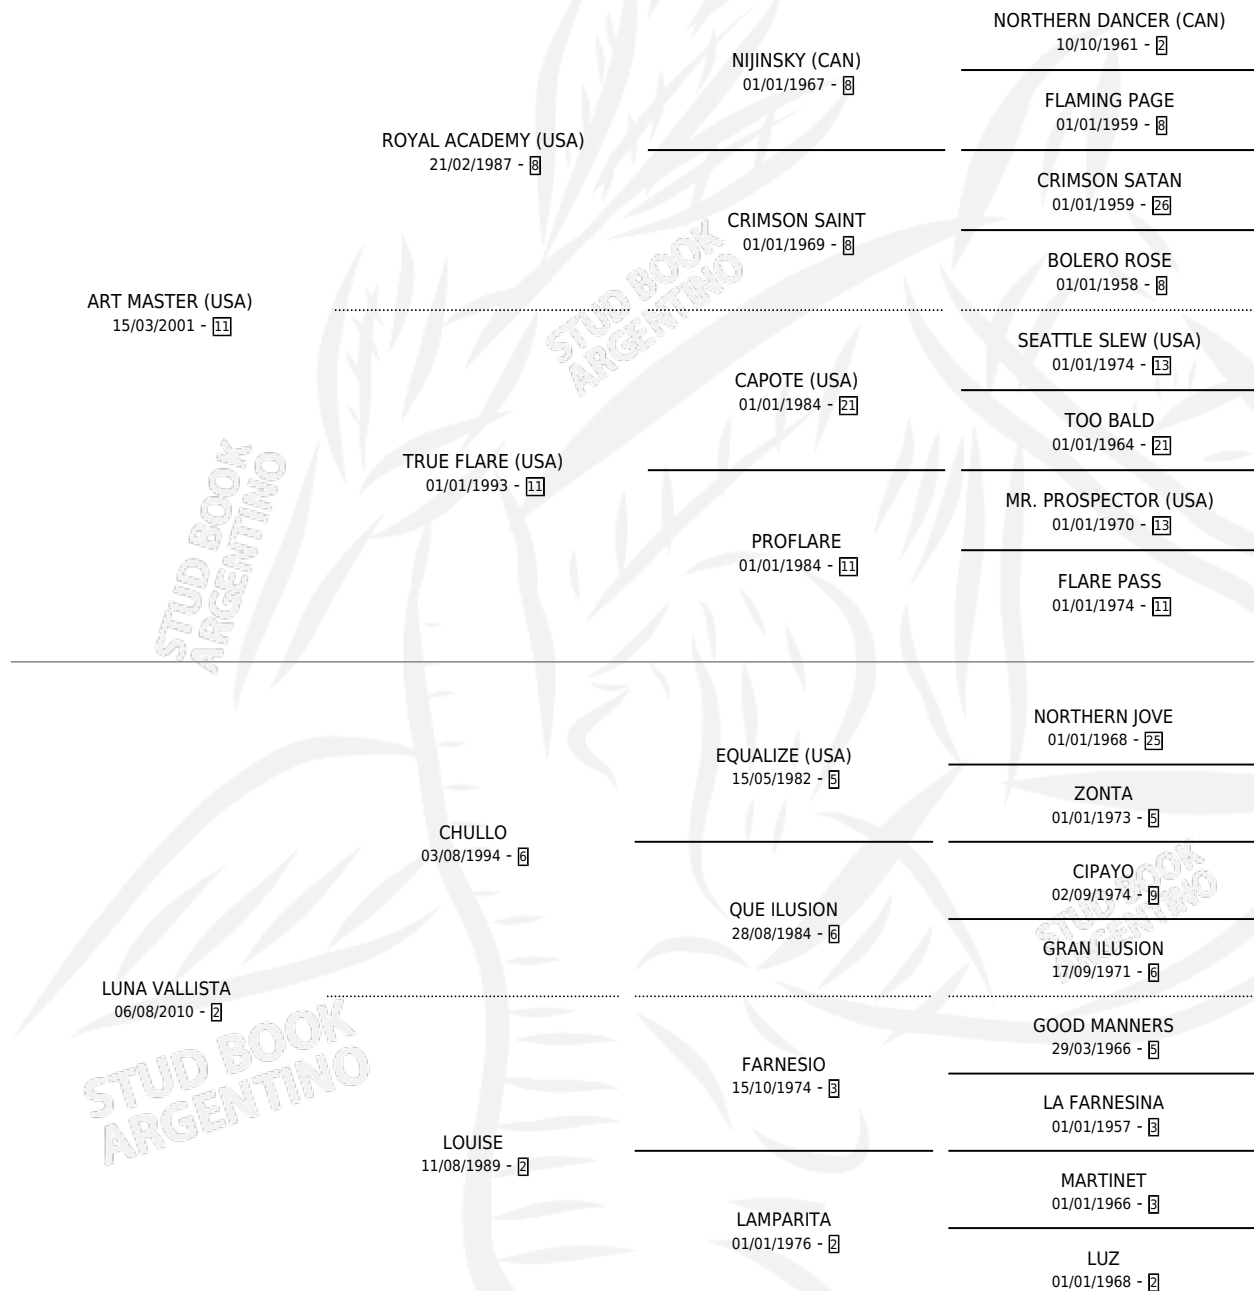 NORTHERN DANCER (CAN)
10/10/1961 - 2
NIJINSKY (CAN)
01/01/1967 - 8
FLAMING PAGE
01/01/1959 - 8
ROYAL ACADEMY (USA)
21/02/1987 - 8
CRIMSON SATAN
01/01/1959 - 26
CRIMSON SAINT
01/01/1969 - 8
BOLERO ROSE
01/01/1958 - 8
ART MASTER (USA)
15/03/2001 - 11
STUD BOOK
ARGENTINO
SEATTLE SLEW (USA)
01/01/1974 - 13
CAPOTE (USA)
01/01/1984 - 21
TOO BALD
01/01/1964 - 21
TRUE FLARE (USA)
01/01/1993 - 11
MR. PROSPECTOR (USA)
01/01/1970 - 13
PROFLARE
01/01/1984 - 11
FLARE PASS
01/01/1974 - 11
STUD BOOK
ARGENTINO
NORTHERN JOVE
01/01/1968 - 25
EQUALIZE (USA)
15/05/1982 - 5
ZONTA
01/01/1973 - 5
CHULLO
03/08/1994 - 6
CIPAYO
02/09/1974 - 9
QUE ILUSION
28/08/1984 - 6
GRAN ILUSION
17/09/1971 - 6
STUD BOOK
ARGENTINO
LUNA VALLISTA
06/08/2010 - 2
GOOD MANNERS
29/03/1966 - 5
FARNESIO
15/10/1974 - 3
LA FARNESINA
01/01/1957 - 3
LOUISE
11/08/1989 - 2
MARTINET
01/01/1966 - 3
LAMPARITA
01/01/1976 - 2
LUZ
01/01/1968 - 2
STUD BOOK
ARGENTINO